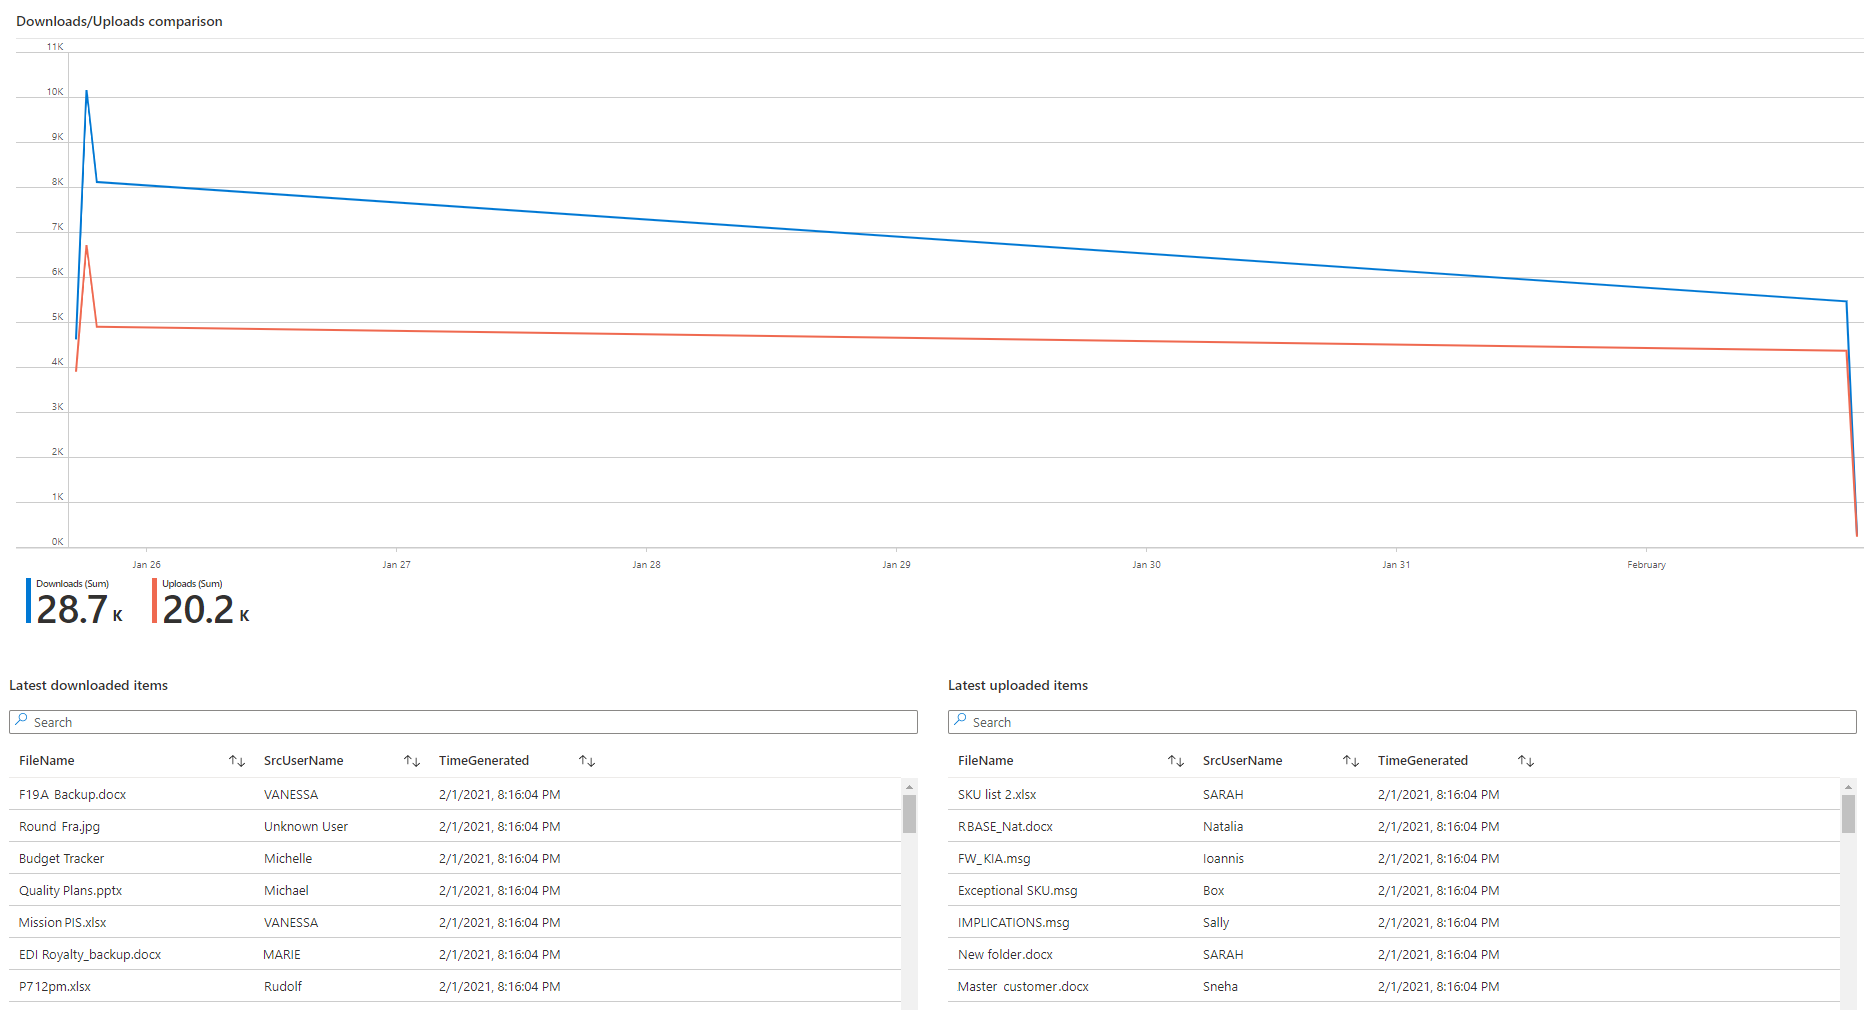 Downloads/Uploads comparison
11K
10K
9K
8K
7K
6K
5K
4K
3K
2K
1K
0K
Jan 26 Jan 27 Jan 28 Jan 29 Jan 30 Jan 31 February
Downloads (Sum) Uploads (Sum)
28.7 K 20.2 K
Latest downloaded items
Search
FileName SrcUserName TimeGenerated
F19A Backup.docx VANESSA 2/1/2021, 8:16:04 PM
Round Fra.jpg Unknown User 2/1/2021, 8:16:04 PM
Budget Tracker Michelle 2/1/2021, 8:16:04 PM
Quality Plans.pptx Michael 2/1/2021, 8:16:04 PM
Mission PIS.xlsx VANESSA 2/1/2021, 8:16:04 PM
EDI Royalty_backup.docx MARIE 2/1/2021, 8:16:04 PM
P712pm.xlsx Rudolf 2/1/2021, 8:16:04 PM
Latest uploaded items
Search
FileName SrcUserName TimeGenerated
SKU list 2.xlsx SARAH 2/1/2021, 8:16:04 PM
RBASE_Nat.docx Natalia 2/1/2021, 8:16:04 PM
FW_KIA.msg Ioannis 2/1/2021, 8:16:04 PM
Exceptional SKU.msg Box 2/1/2021, 8:16:04 PM
IMPLICATIONS.msg Sally 2/1/2021, 8:16:04 PM
New folder.docx SARAH 2/1/2021, 8:16:04 PM
Master customer.docx Sneha 2/1/2021, 8:16:04 PM